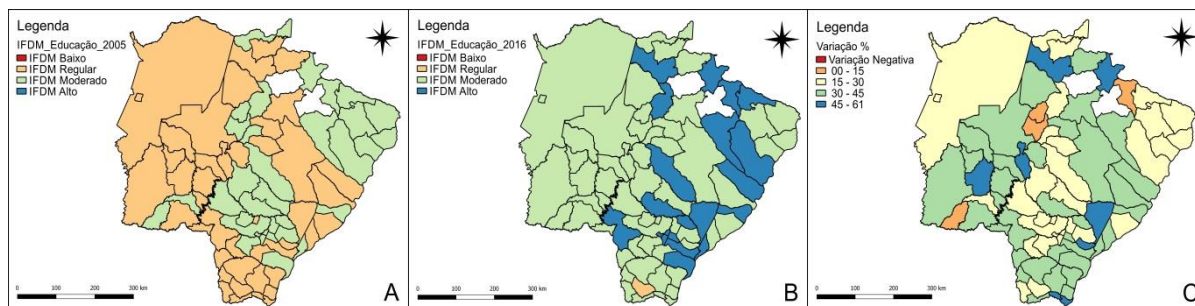 Legenda
IFDM_Educação_2005
IFDM Baixo
IFDM Regular
IFDM Moderado
IFDM Alto
0 100 200 300 km
A
Legenda
IFDM_Educação_2016
IFDM Baixo
IFDM Regular
IFDM Moderado
IFDM Alto
0 100 200 300 km
B
Legenda
Variação %
Variação Negativa
00 - 15
15 - 30
30 - 45
45 - 61
0 100 200 300 km
C